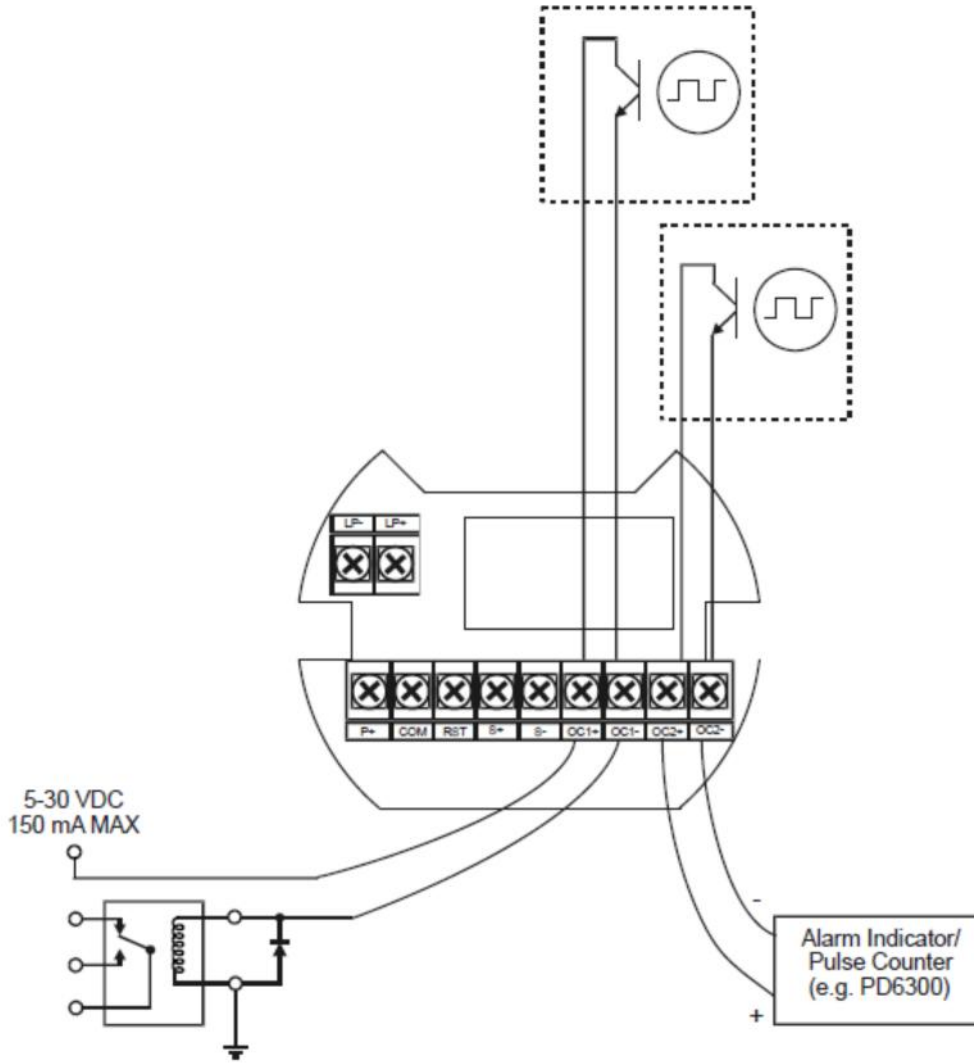 LP- LP+
P+ COM RST S+ S- OC1+ OC1- OC2+ OC2-
5-30 VDC
150 mA MAX
-
Alarm Indicator/
Pulse Counter
(e.g. PD6300)
+